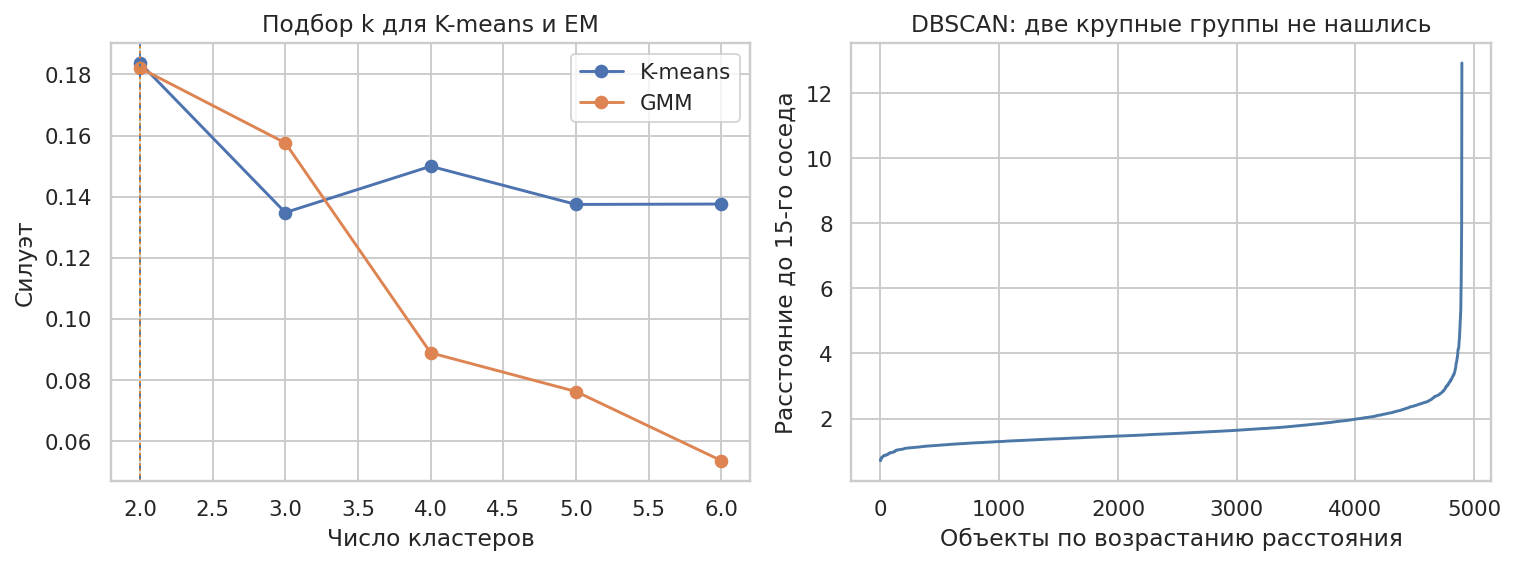 Подбор k для K-means и EM
K-means
GMM
Силуэт
0.18
0.16
0.14
0.12
0.10
0.08
0.06
2.0 2.5 3.0 3.5 4.0 4.5 5.0 5.5 6.0
Число кластеров
DBSCAN: две крупные группы не нашлись
Расстояние до 15-го соседа
12
10
8
6
4
2
0 1000 2000 3000 4000 5000
Объекты по возрастанию расстояния